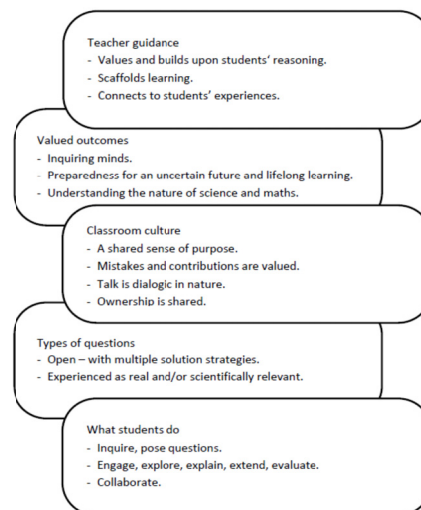 Teacher guidance
- Values and builds upon students' reasoning.
- Scaffolds learning.
- Connects to students' experiences.
Valued outcomes
- Inquiring minds.
- Preparedness for an uncertain future and lifelong learning.
- Understanding the nature of science and maths.
Classroom culture
- A shared sense of purpose.
- Mistakes and contributions are valued.
- Talk is dialogic in nature.
- Ownership is shared.
Types of questions
- Open – with multiple solution strategies.
- Experienced as real and/or scientifically relevant.
What students do
- Inquire, pose questions.
- Engage, explore, explain, extend, evaluate.
- Collaborate.